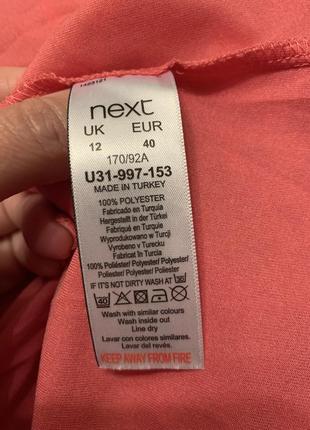 next
UK EUR
12 40
170/92A
U31-997-153
MADE IN TURKEY
100% POLYESTER
Fabricado en Turquía
Hergestellt in der Türkei
Fabriqué en Turquie
Wyprodukowano w Turcji
Vyrobeno v Turecku
Fabricat în Turcia
100% Poliéster/ Polyester/ Polyester/
Poliester/ Polyester/ Poliester
IF IT'S NOT DIRTY WASH AT 30
40
Wash with similar colours
Wash inside out
Line dry
Lavar con colores similares.
Lavar del revés.
KEEP AWAY FROM FIRE